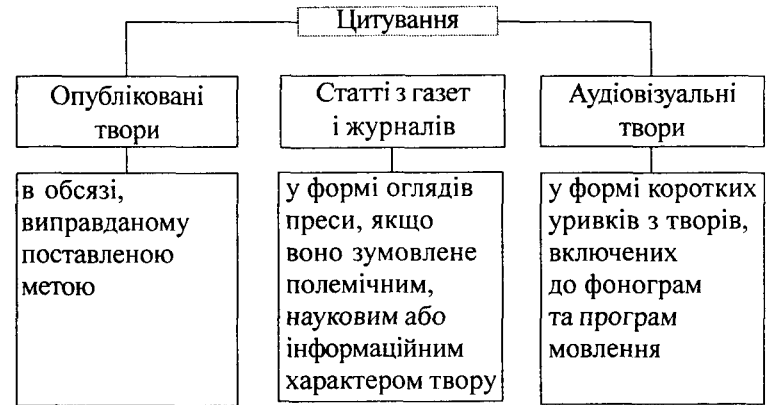 Цитування
Опубліковані
твори
Статті з газет
і журналів
Аудіовізуальні
твори
в обсязі,
виправданому
поставленою
метою
у формі оглядів
преси, якщо
воно зумовлене
полемічним,
науковим або
інформаційним
характером твору
у формі коротких
уривків з творів,
включених
до фонограм
та програм
мовлення